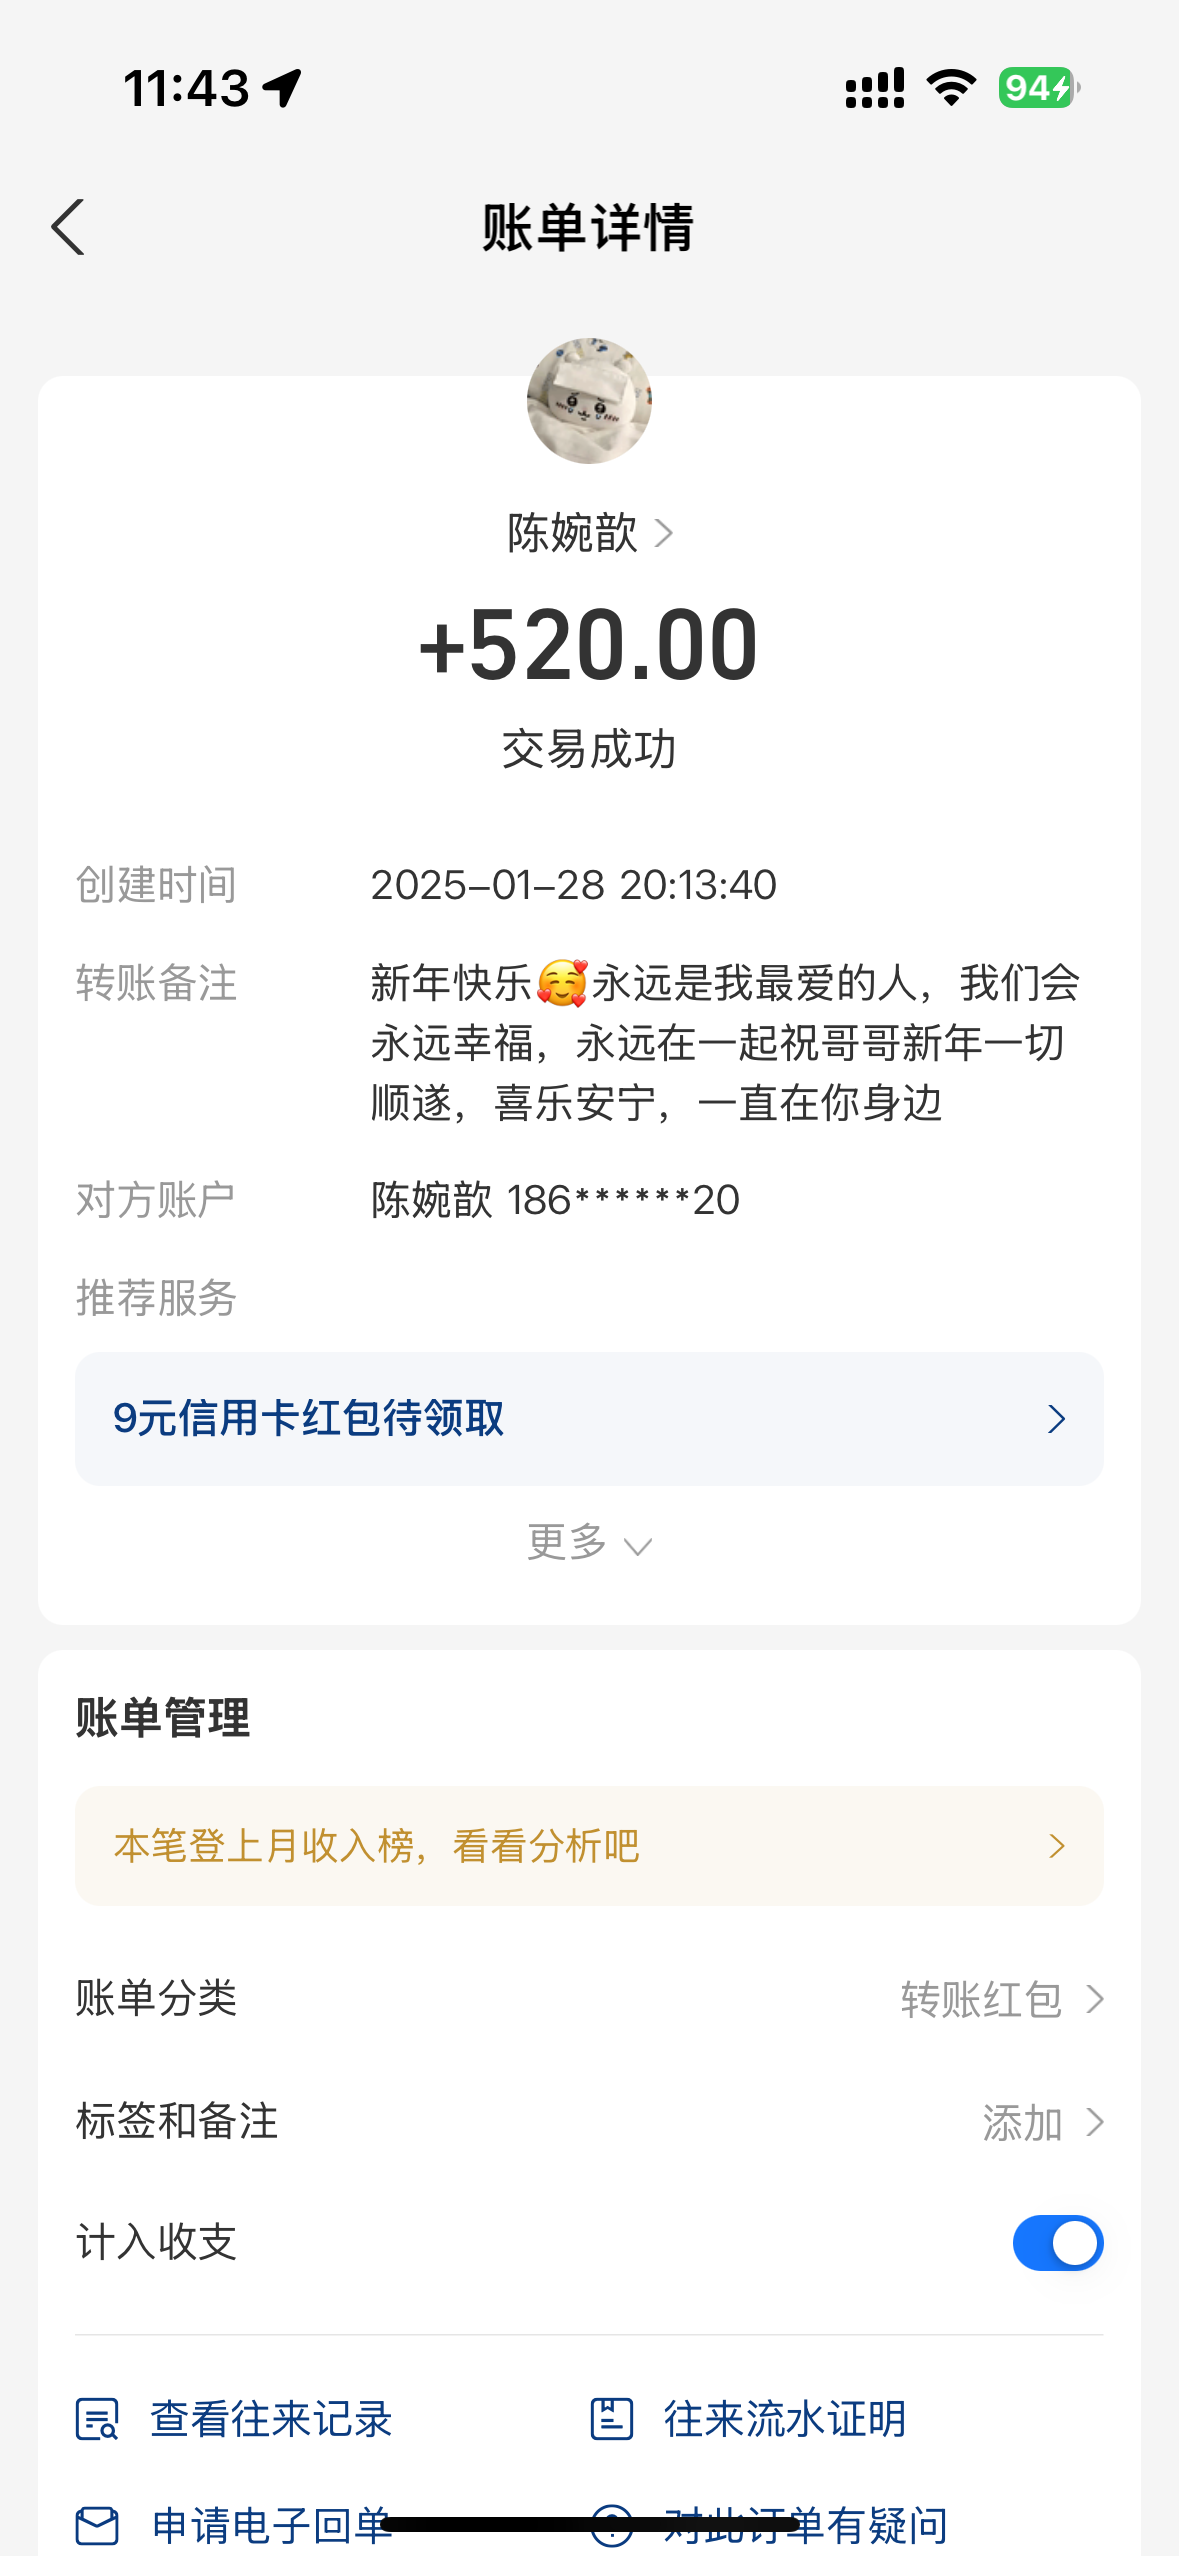 11:43
94
账单详情
陈婉歆
+520.00
交易成功
创建时间 2025-01-28 20:13:40
转账备注 新年快乐🥰永远是我最爱的人，我们会
永远幸福，永远在一起祝哥哥新年一切
顺遂，喜乐安宁，一直在你身边
对方账户 陈婉歆 186******20
推荐服务
9元信用卡红包待领取
更多
账单管理
本笔登上月收入榜，看看分析吧
账单分类 转账红包
标签和备注 添加
计入收支
查看往来记录 往来流水证明
申请电子回单 对此订单有疑问